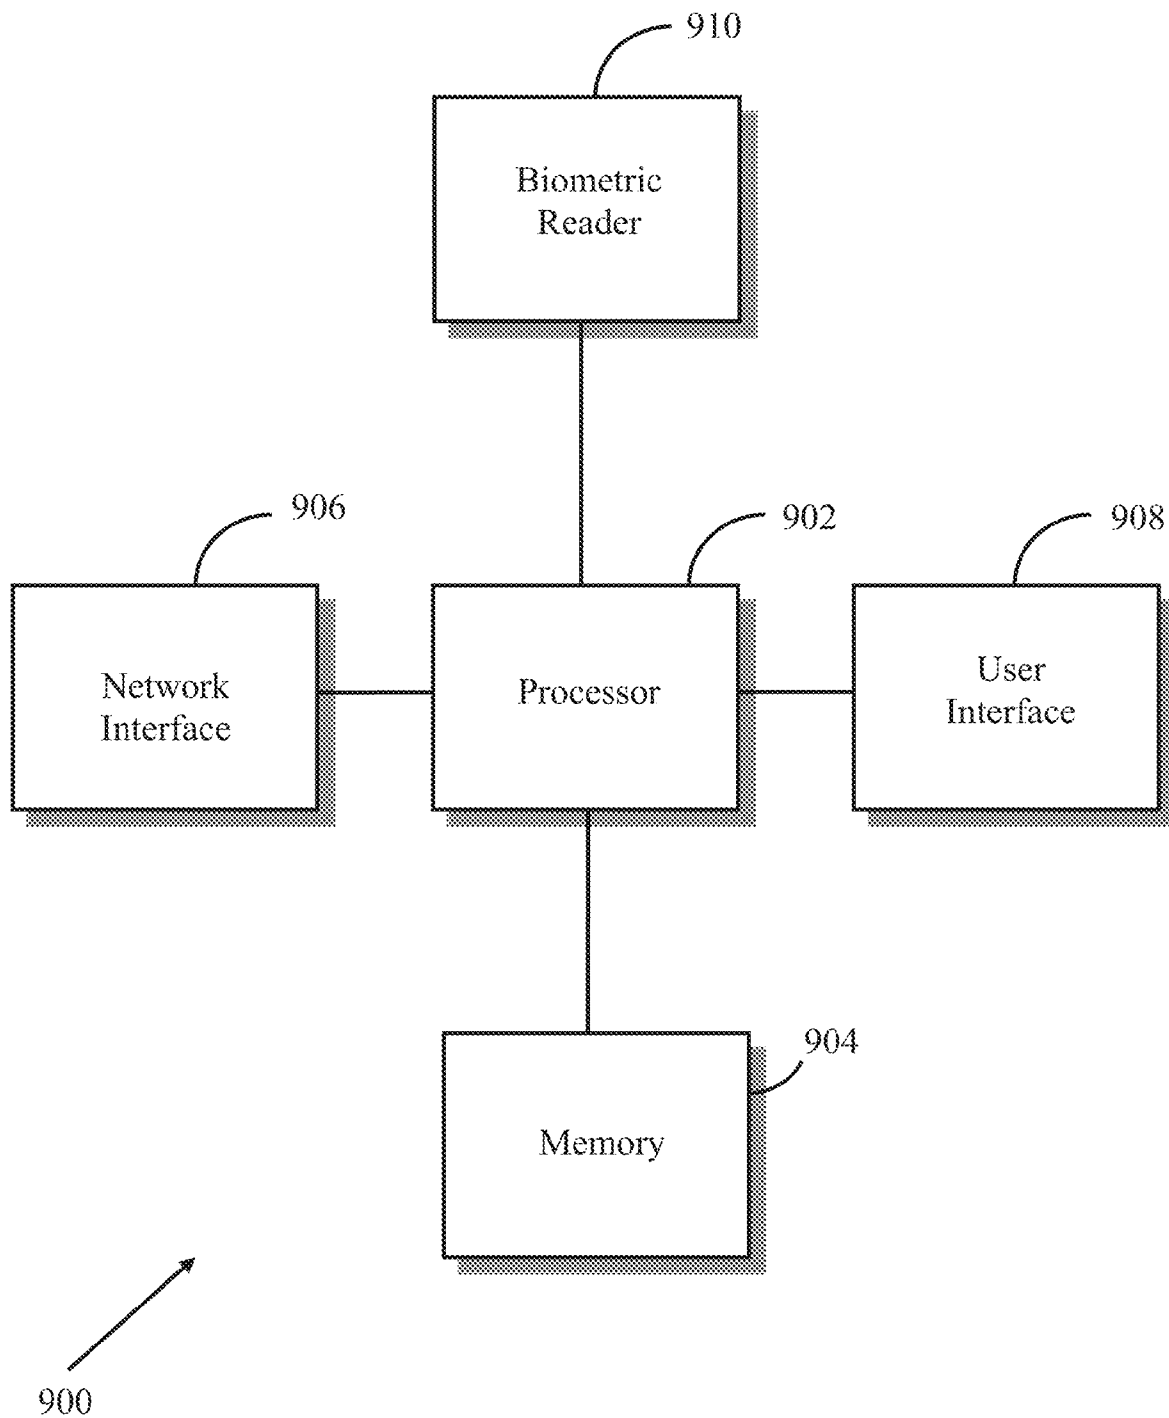 910
Biometric
Reader
906
902
908
Network
Interface
Processor
User
Interface
904
Memory
900